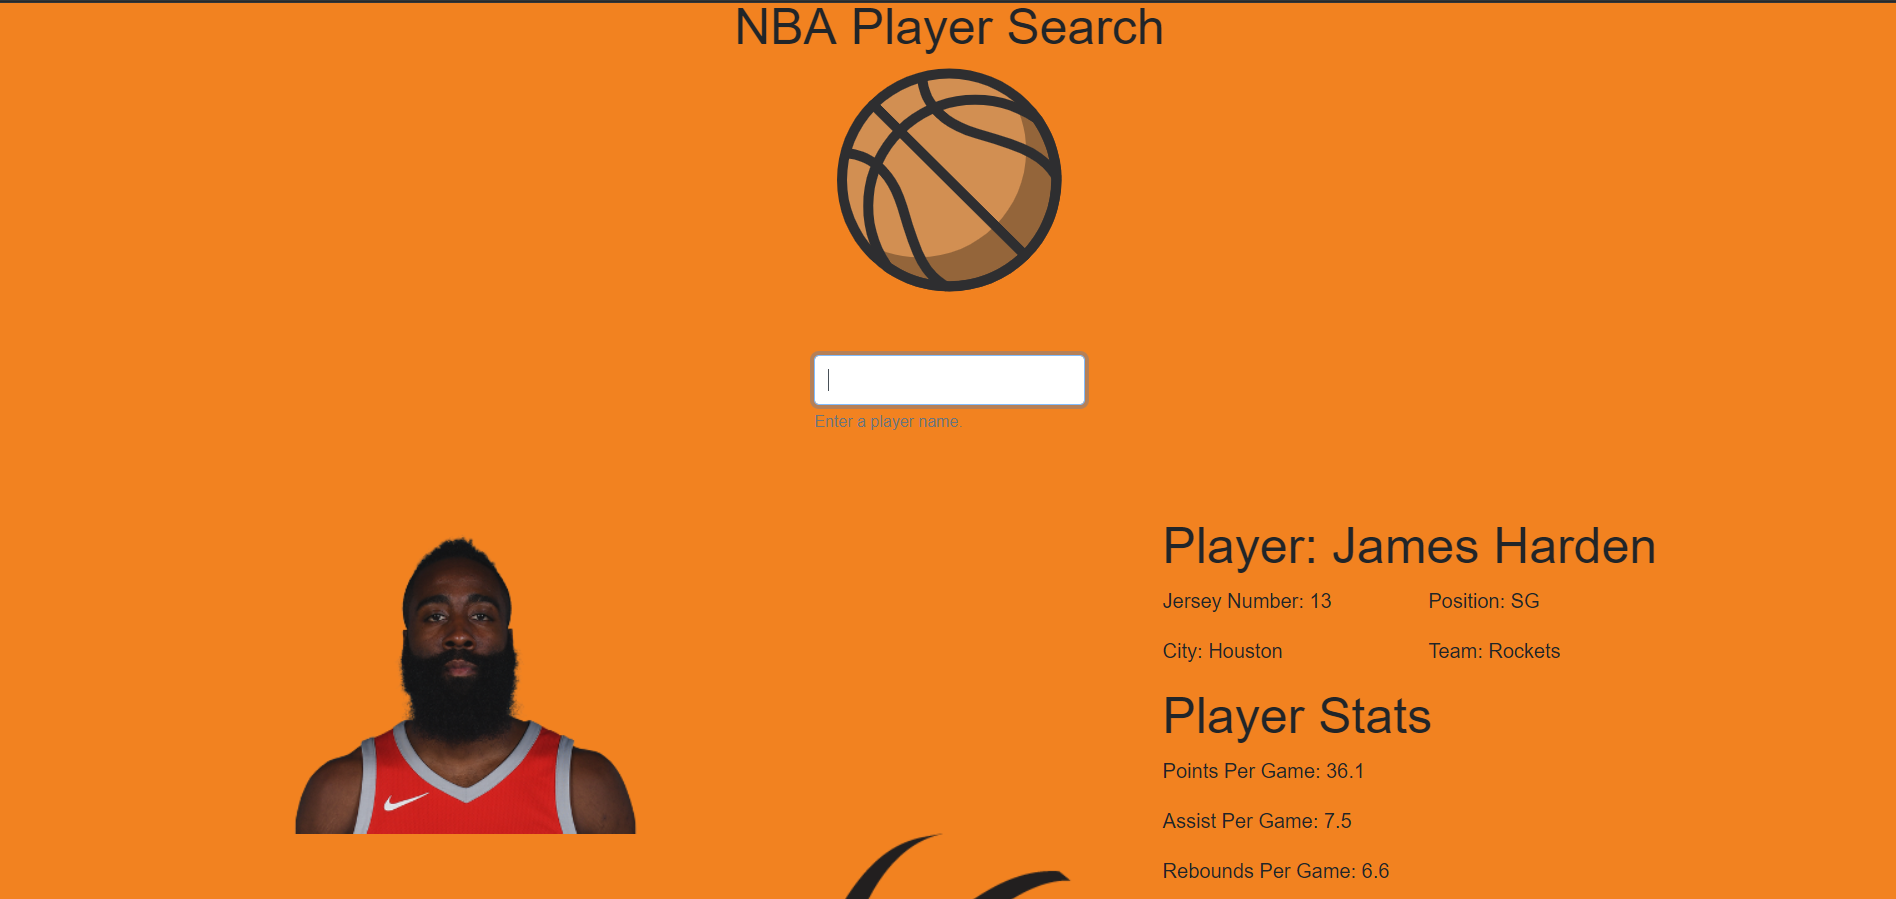 NBA Player Search
Enter a player name.
Player: James Harden
Jersey Number: 13 Position: SG
City: Houston Team: Rockets
Player Stats
Points Per Game: 36.1
Assist Per Game: 7.5
Rebounds Per Game: 6.6